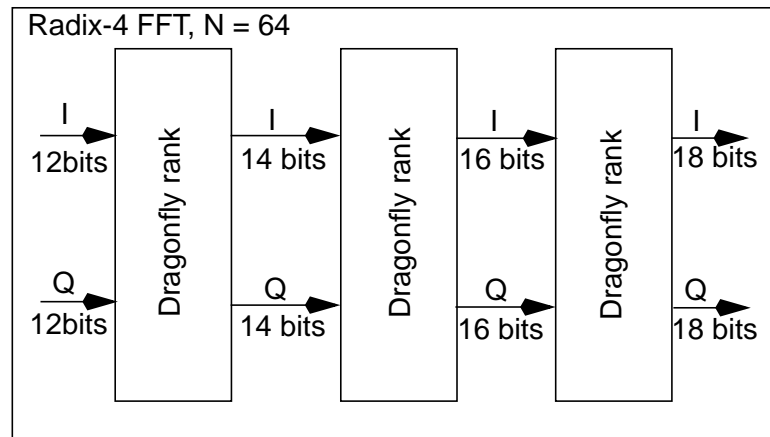 Radix-4 FFT, N = 64
I
12bits
Q
12bits
Dragonfly rank
I
14 bits
Q
14 bits
Dragonfly rank
I
16 bits
Q
16 bits
Dragonfly rank
I
18 bits
Q
18 bits